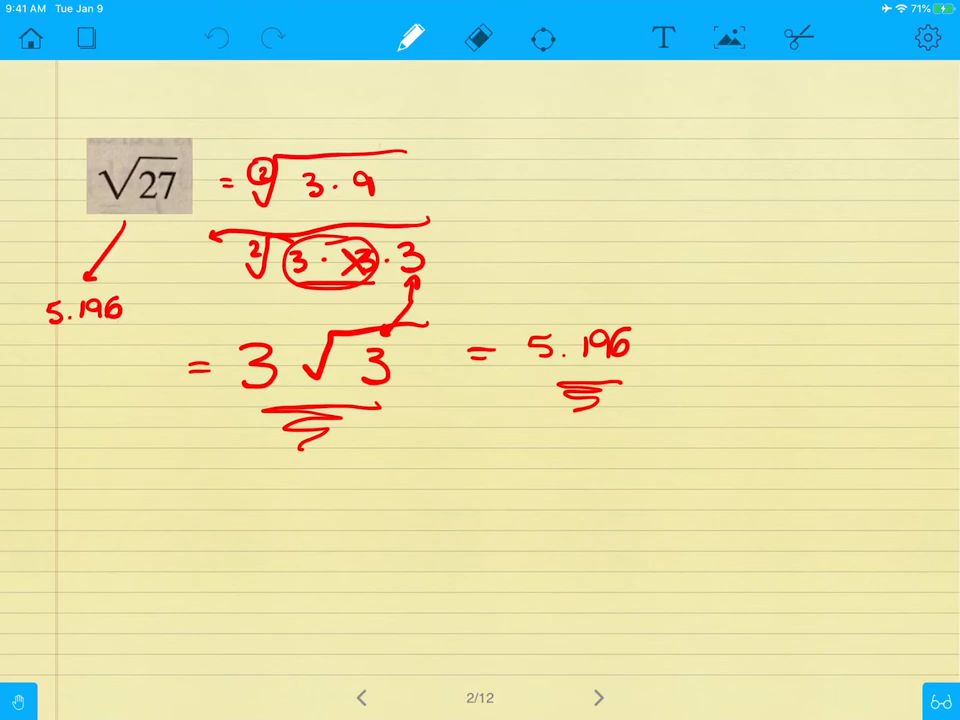 9:41 AM Tue Jan 9 71%
T
√27 = ²√3 · 9
²√3 · 3 · 3
5.196
= 3 √3 = 5.196
2/12